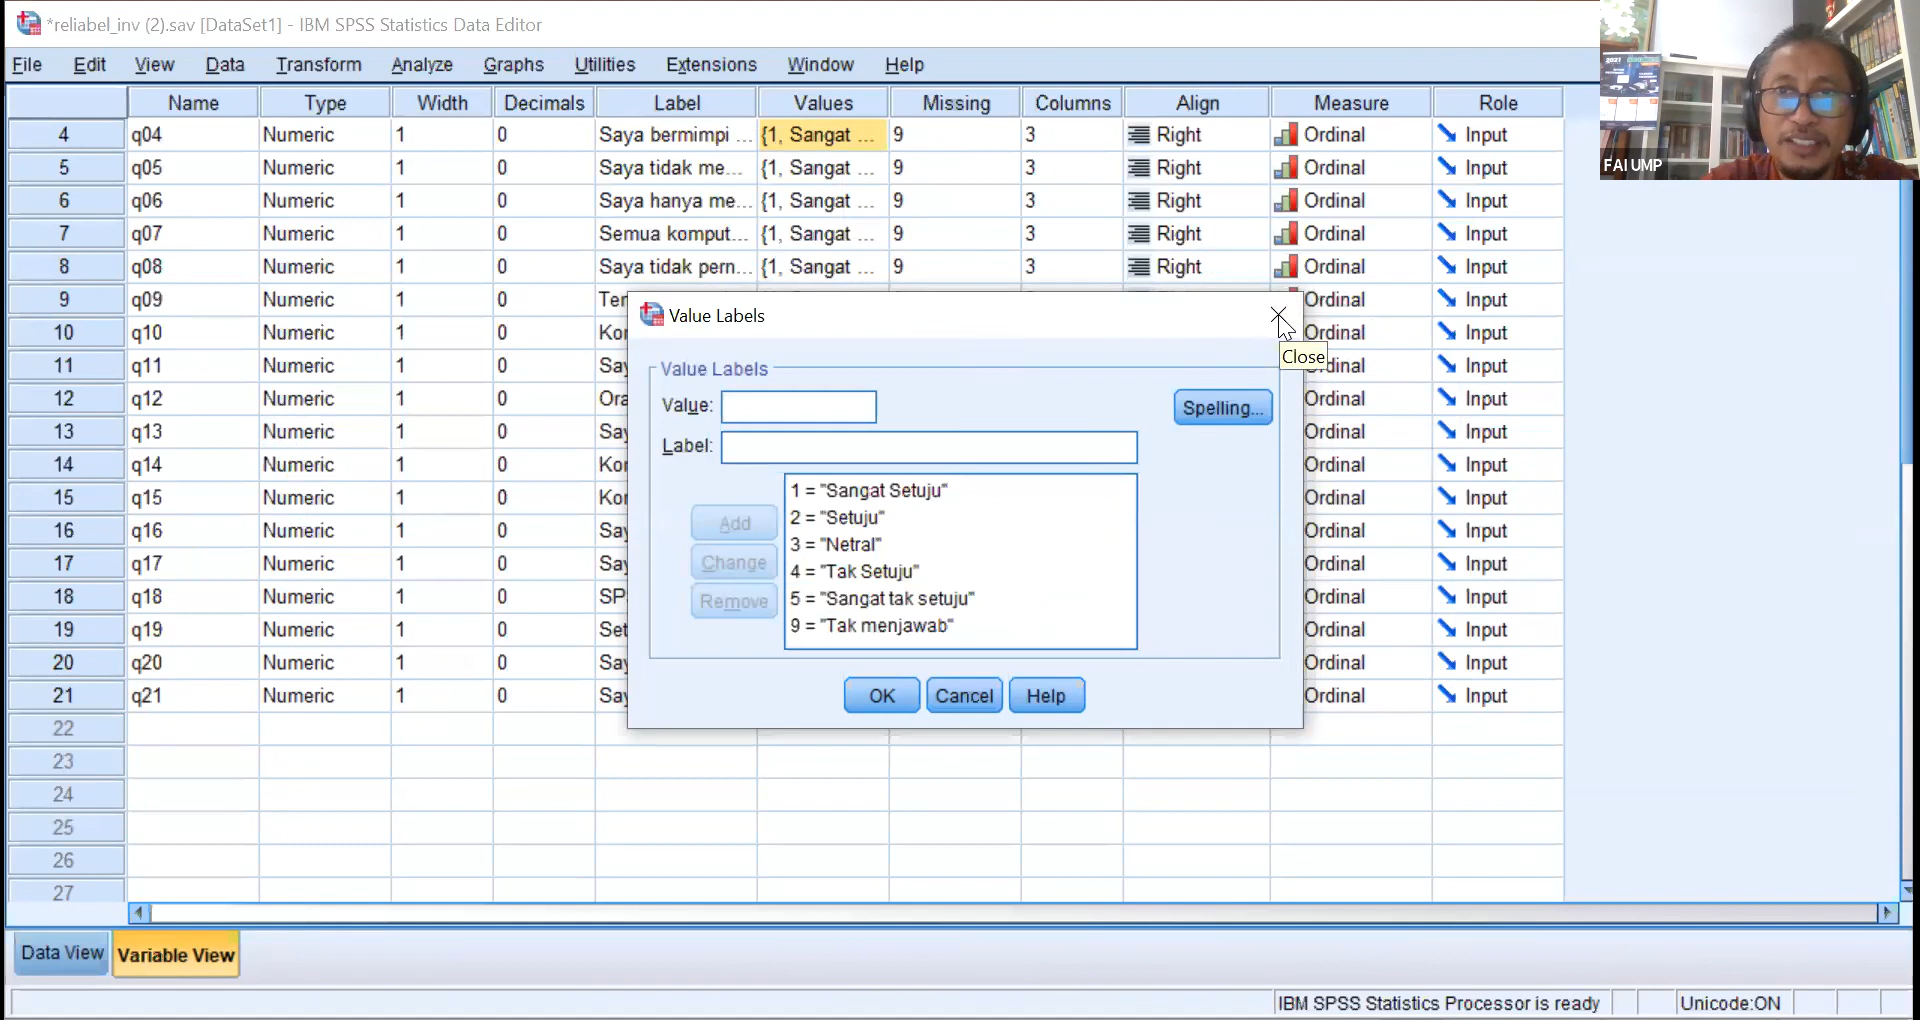 *reliabel_inv (2).sav [DataSet1] - IBM SPSS Statistics Data Editor
File Edit View Data Transform Analyze Graphs Utilities Extensions Window Help
Name Type Width Decimals Label Values Missing Columns Align Measure Role
4 q04 Numeric 1 0 Saya bermimpi ... {1, Sangat ... 9 3 Right Ordinal Input
5 q05 Numeric 1 0 Saya tidak me... {1, Sangat ... 9 3 Right Ordinal Input
6 q06 Numeric 1 0 Saya hanya me... {1, Sangat ... 9 3 Right Ordinal Input
7 q07 Numeric 1 0 Semua komput... {1, Sangat ... 9 3 Right Ordinal Input
8 q08 Numeric 1 0 Saya tidak pern... {1, Sangat ... 9 3 Right Ordinal Input
9 q09 Numeric 1 0 Ordinal Input
10 q10 Numeric 1 0 Ordinal Input
11 q11 Numeric 1 0 Ordinal Input
12 q12 Numeric 1 0 Ordinal Input
13 q13 Numeric 1 0 Ordinal Input
14 q14 Numeric 1 0 Ordinal Input
15 q15 Numeric 1 0 Ordinal Input
16 q16 Numeric 1 0 Ordinal Input
17 q17 Numeric 1 0 Ordinal Input
18 q18 Numeric 1 0 Ordinal Input
19 q19 Numeric 1 0 Ordinal Input
20 q20 Numeric 1 0 Ordinal Input
21 q21 Numeric 1 0 Ordinal Input
22
23
24
25
26
27
Value Labels
Close
Value Labels
Value:
Spelling...
Label:
1 = "Sangat Setuju"
2 = "Setuju"
3 = "Netral"
4 = "Tak Setuju"
5 = "Sangat tak setuju"
9 = "Tak menjawab"
Add
Change
Remove
OK Cancel Help
Data View Variable View
IBM SPSS Statistics Processor is ready Unicode:ON
2021
FAI UMP